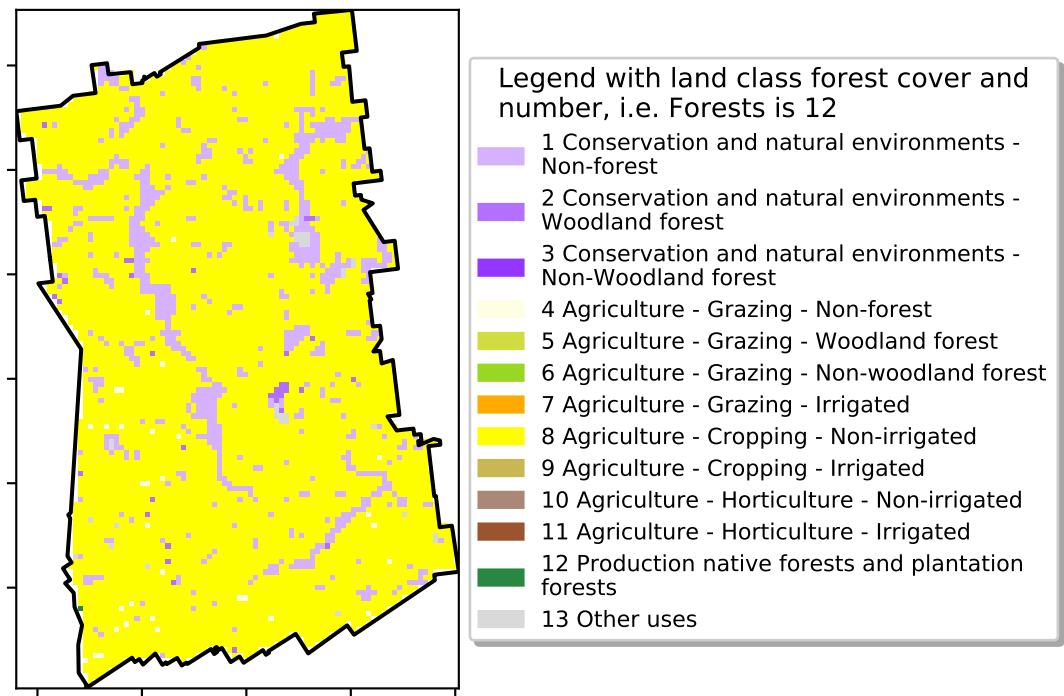 Legend with land class forest cover and
number, i.e. Forests is 12
1 Conservation and natural environments -
Non-forest
2 Conservation and natural environments -
Woodland forest
3 Conservation and natural environments -
Non-Woodland forest
4 Agriculture - Grazing - Non-forest
5 Agriculture - Grazing - Woodland forest
6 Agriculture - Grazing - Non-woodland forest
7 Agriculture - Grazing - Irrigated
8 Agriculture - Cropping - Non-irrigated
9 Agriculture - Cropping - Irrigated
10 Agriculture - Horticulture - Non-irrigated
11 Agriculture - Horticulture - Irrigated
12 Production native forests and plantation
forests
13 Other uses